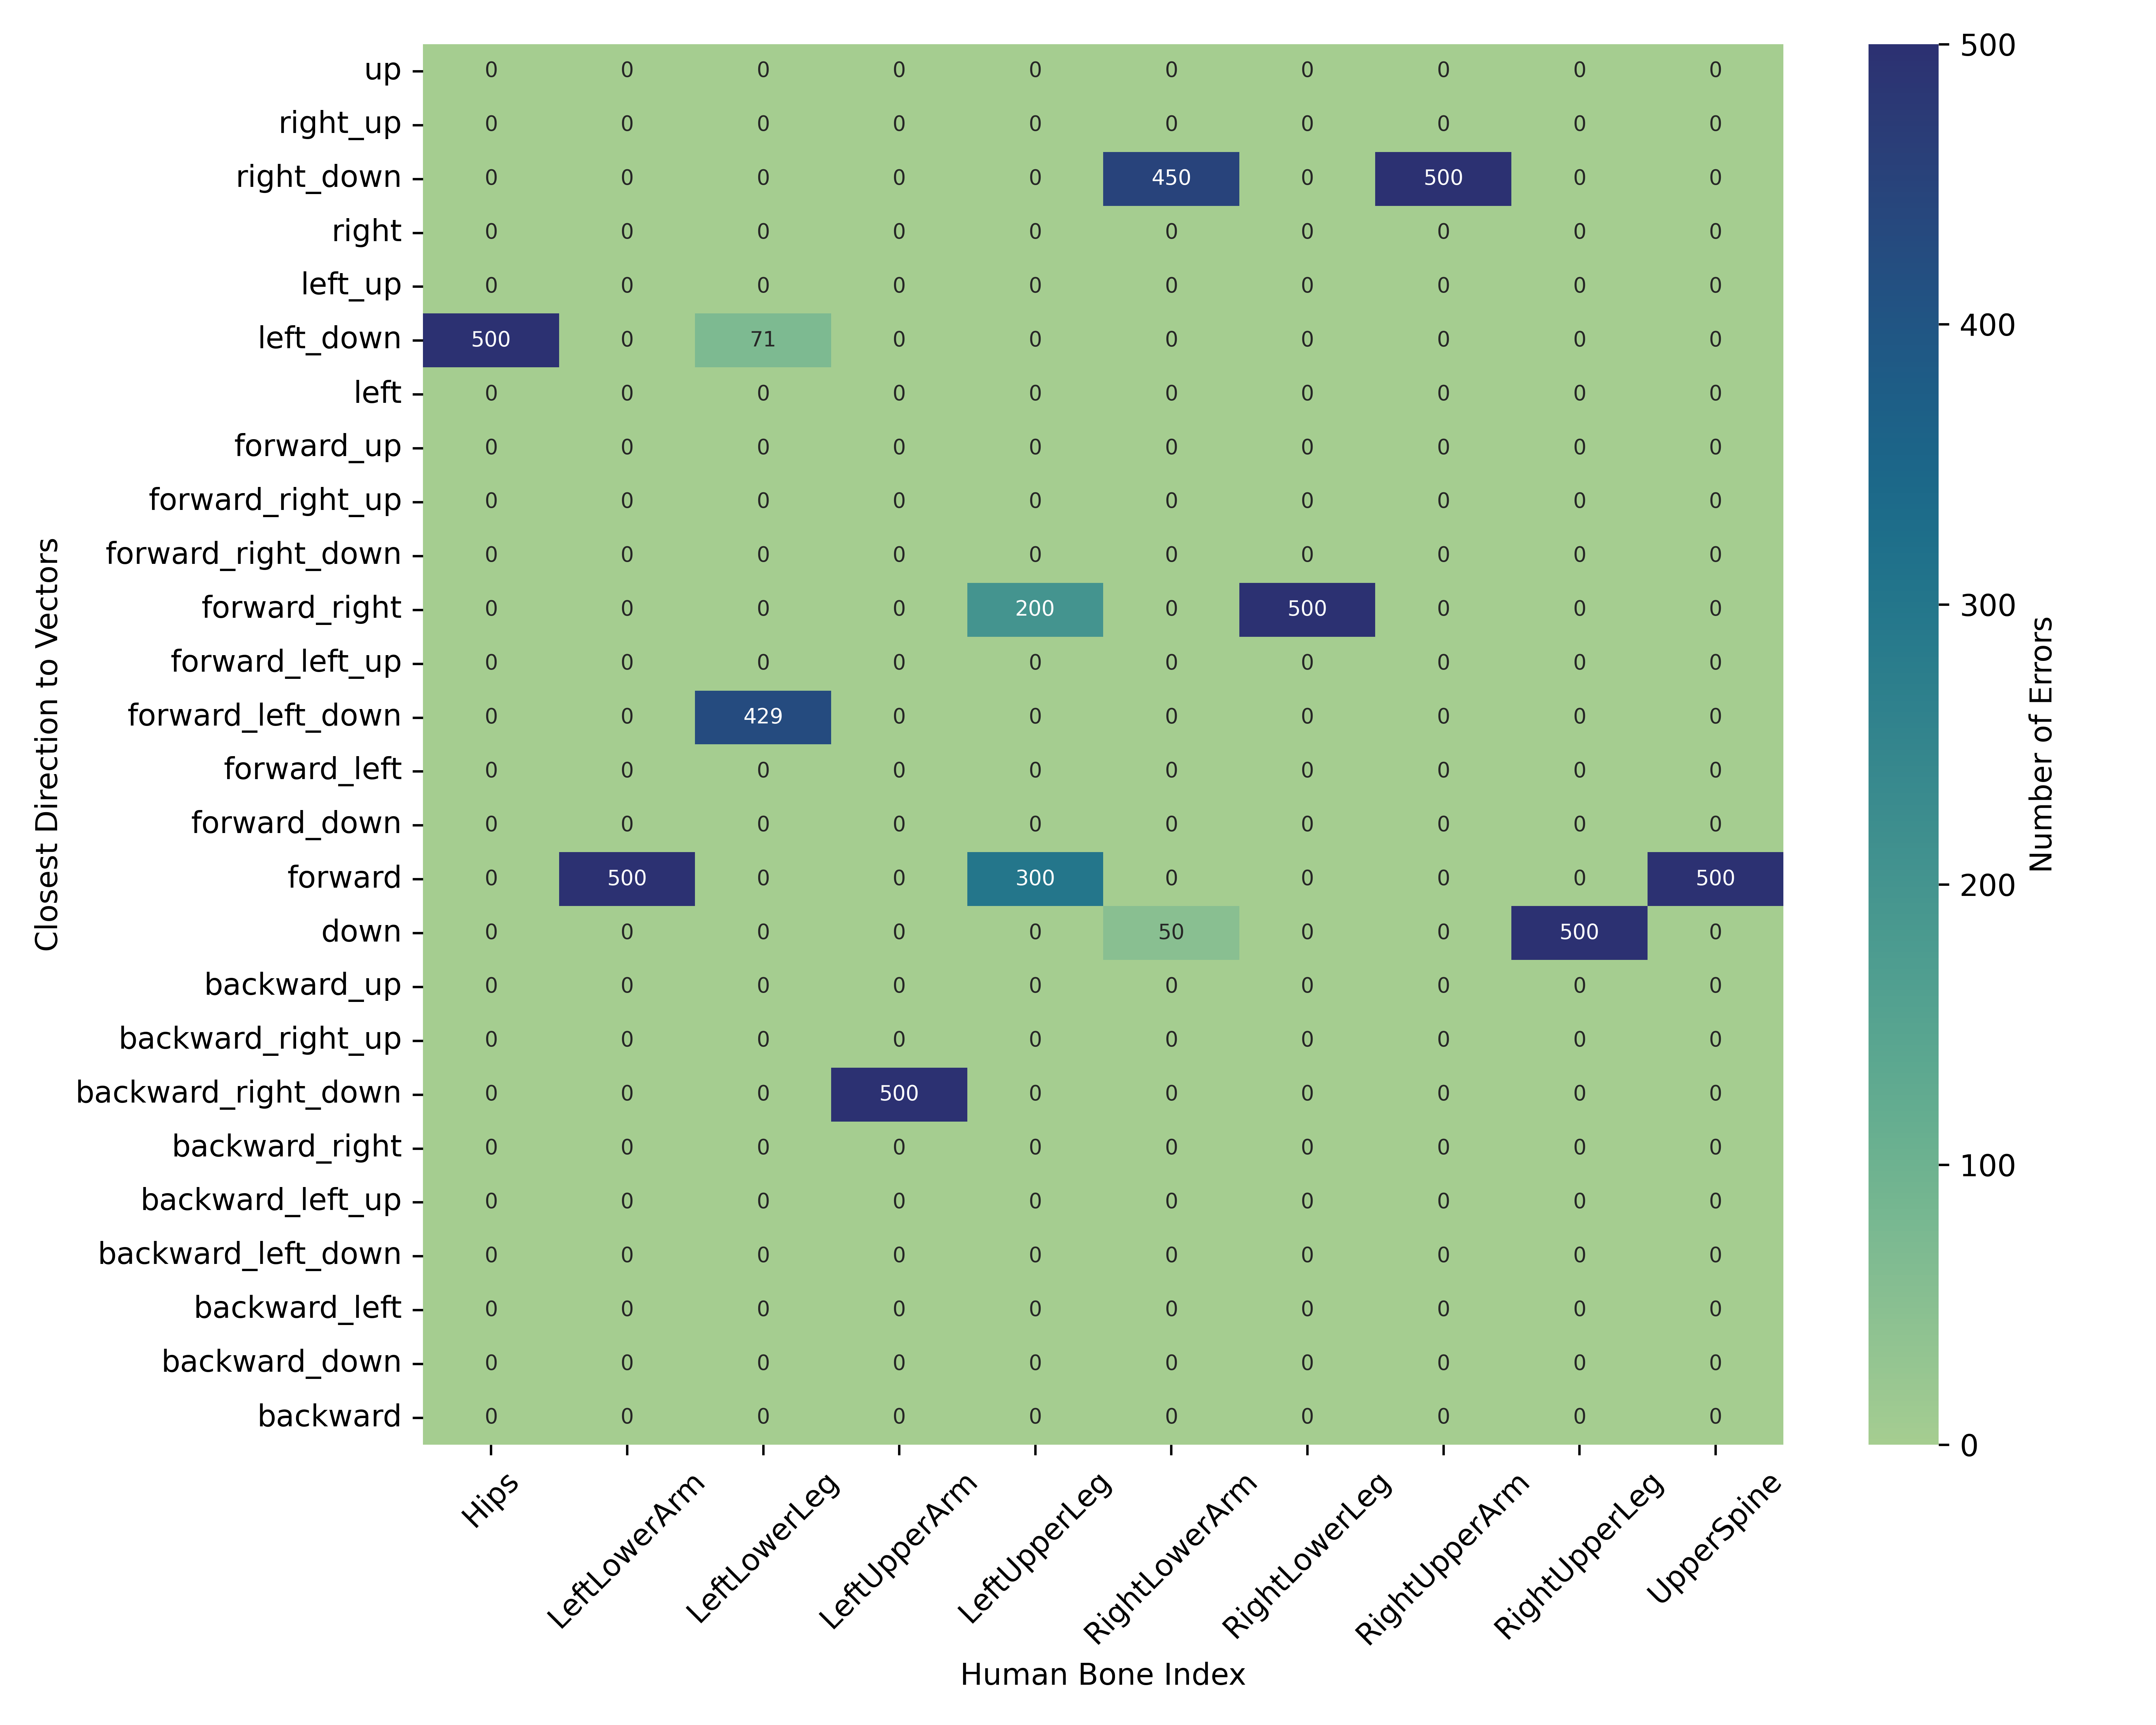 up 0 0 0 0 0 0 0 0 0 0 500
right_up 0 0 0 0 0 0 0 0 0 0
right_down 0 0 0 0 0 450 0 500 0 0
right 0 0 0 0 0 0 0 0 0 0
left_up 0 0 0 0 0 0 0 0 0 0
left_down 500 0 71 0 0 0 0 0 0 0 400
left 0 0 0 0 0 0 0 0 0 0
forward_up 0 0 0 0 0 0 0 0 0 0
forward_right_up 0 0 0 0 0 0 0 0 0 0
forward_right_down 0 0 0 0 0 0 0 0 0 0
forward_right 0 0 0 0 200 0 500 0 0 0 300
forward_left_up 0 0 0 0 0 0 0 0 0 0
forward_left_down 0 0 429 0 0 0 0 0 0 0
forward_left 0 0 0 0 0 0 0 0 0 0
forward_down 0 0 0 0 0 0 0 0 0 0
forward 0 500 0 0 300 0 0 0 0 500 200
down 0 0 0 0 0 50 0 0 500 0
backward_up 0 0 0 0 0 0 0 0 0 0
backward_right_up 0 0 0 0 0 0 0 0 0 0
backward_right_down 0 0 0 500 0 0 0 0 0 0
backward_right 0 0 0 0 0 0 0 0 0 0 100
backward_left_up 0 0 0 0 0 0 0 0 0 0
backward_left_down 0 0 0 0 0 0 0 0 0 0
backward_left 0 0 0 0 0 0 0 0 0 0
backward_down 0 0 0 0 0 0 0 0 0 0
backward 0 0 0 0 0 0 0 0 0 0 0
Closest Direction to Vectors
Number of Errors
Hips LeftLowerArm LeftLowerLeg LeftUpperArm LeftUpperLeg RightLowerArm RightLowerLeg RightUpperArm RightUpperLeg UpperSpine
Human Bone Index